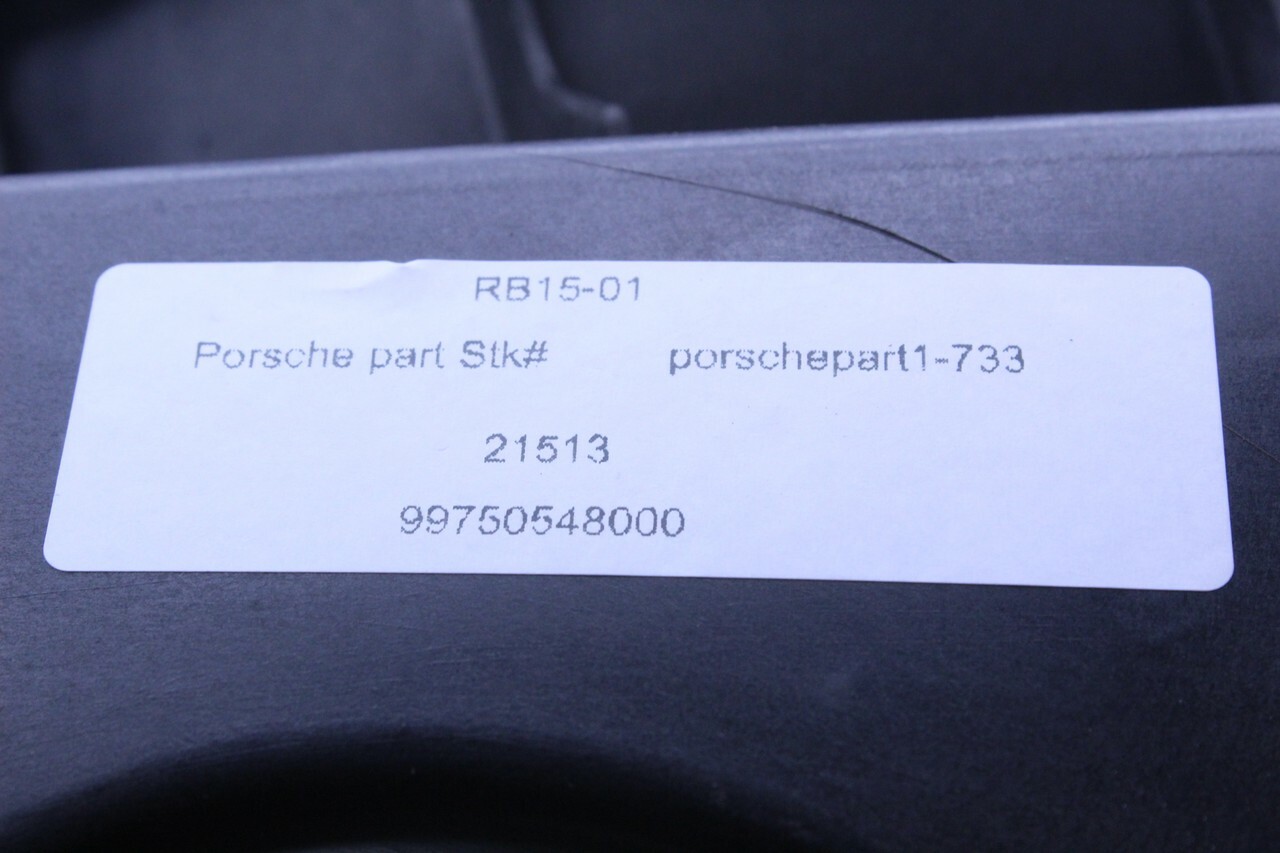 RB15-01
Porsche part Stk# porschepart1-733
21513
99750548000